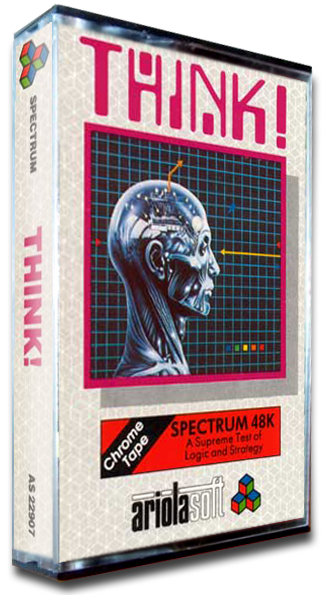 SPECTRUM
THINK!
AS 22907
THINK!
Chrome
Tape
SPECTRUM 48K
A Supreme Test of
Logic and Strategy
ariolasoft